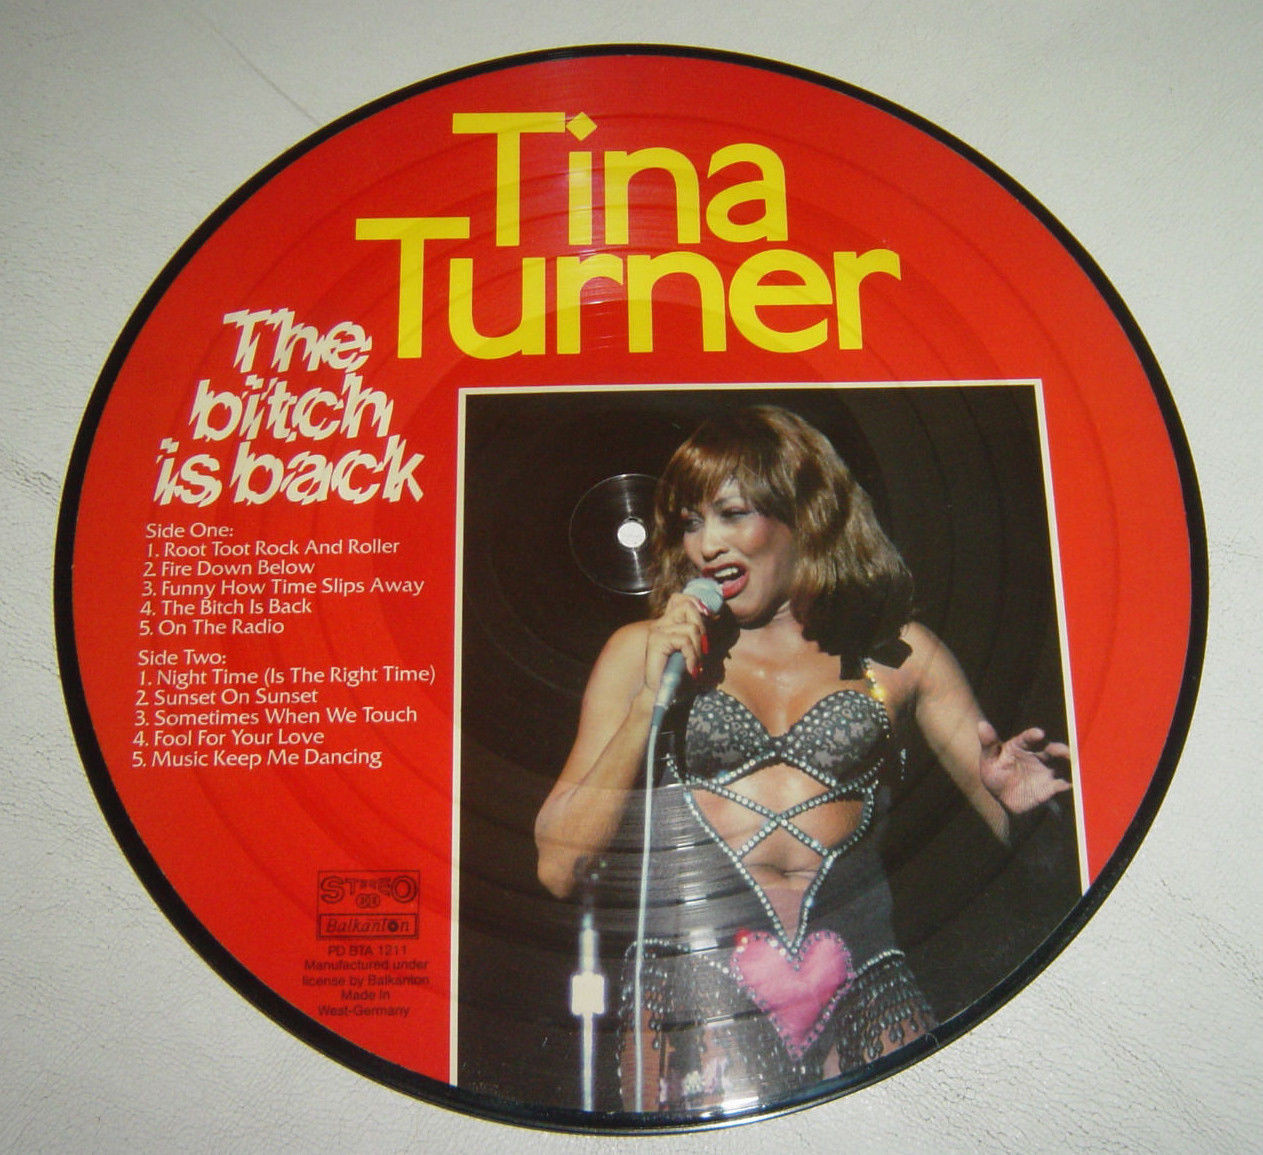 Tina
Turner
The
bitch
is back
Side One:
1. Root Toot Rock And Roller
2. Fire Down Below
3. Funny How Time Slips Away
4. The Bitch Is Back
5. On The Radio
Side Two:
1. Night Time (Is The Right Time)
2. Sunset On Sunset
3. Sometimes When We Touch
4. Fool For Your Love
5. Music Keep Me Dancing
STEREO
Balkanton
PD BTA 1211
Manufactured under
license by Balkanton
Made in
West-Germany